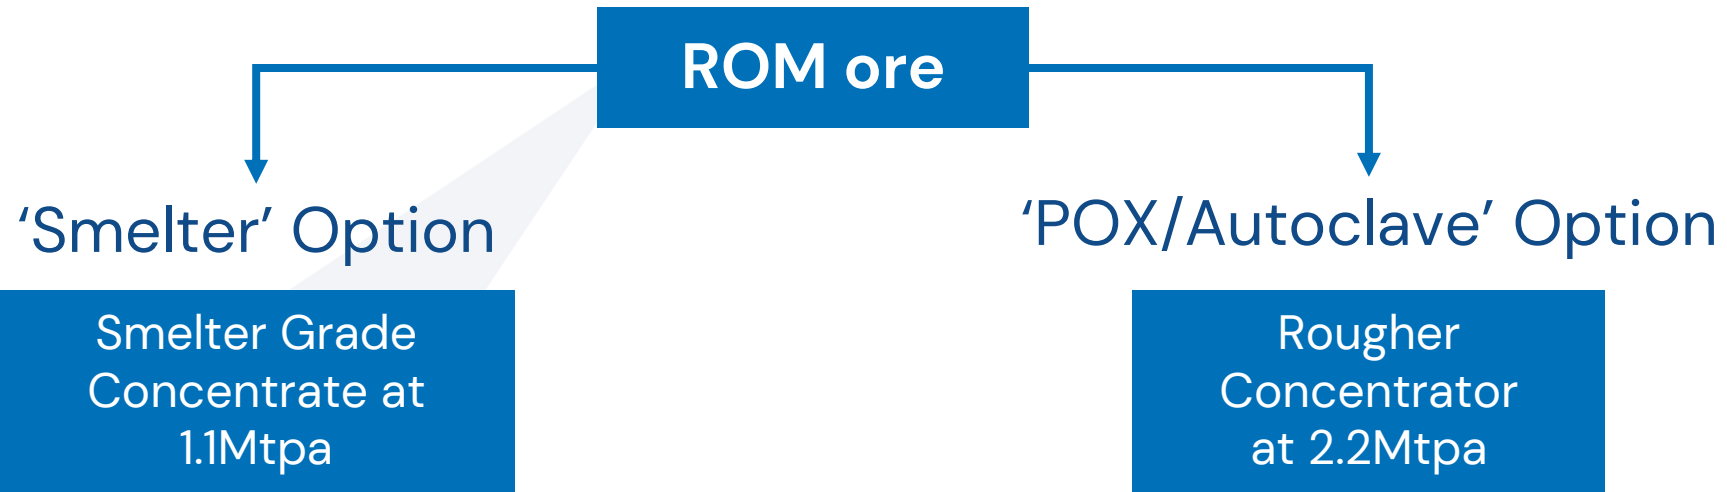 ROM ore
‘Smelter’ Option
‘POX/Autoclave’ Option
Smelter Grade
Concentrate at
1.1Mtpa
Rougher
Concentrator
at 2.2Mtpa